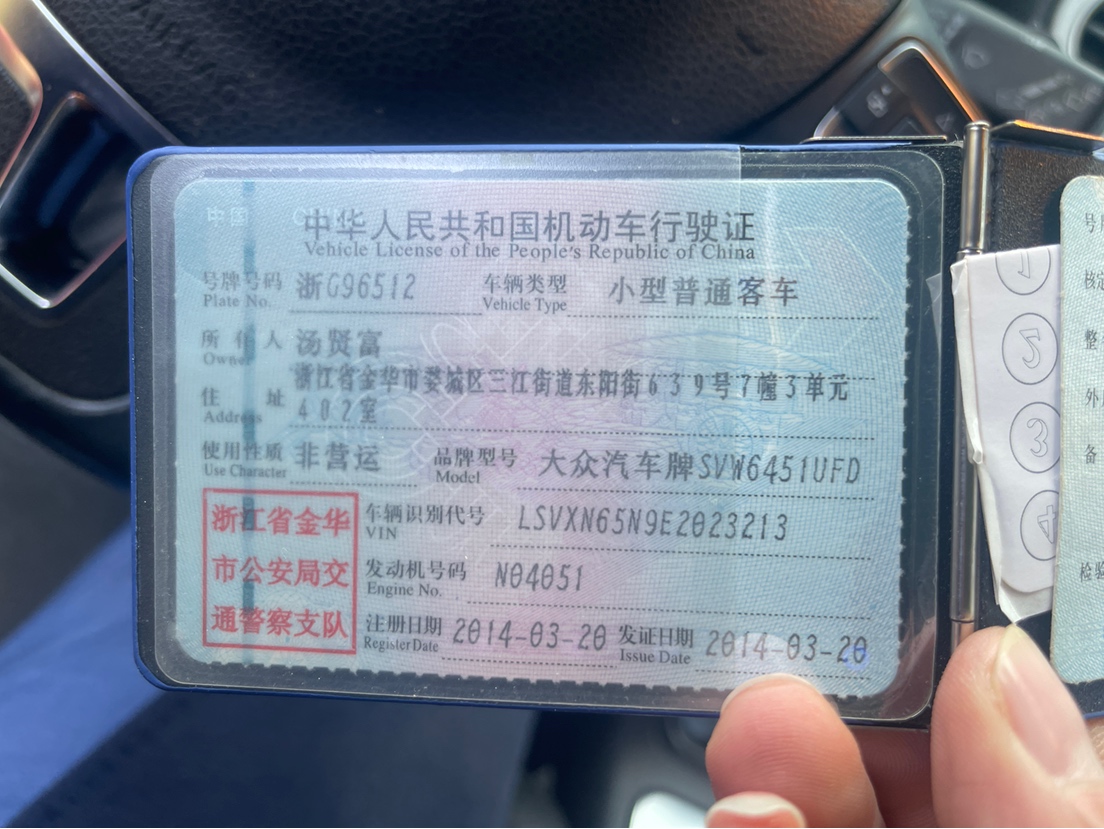 中华人民共和国机动车行驶证
Vehicle License of the People's Republic of China
号牌号码 浙G96512 车辆类型 小型普通客车
Plate No. Vehicle Type
所有人 汤贤富
Owner
浙江省金华市婺城区三江街道东阳街639号7幢3单元
住址 402室
Address
使用性质 非营运 品牌型号 大众汽车牌SVW6451UFD
Use Character Model
浙江省金华
市公安局交
通警察支队
车辆识别代号 LSVXN65N9E2023213
VIN
发动机号码 N04051
Engine No.
注册日期 2014-03-20 发证日期 2014-03-20
Register Date Issue Date
号
核定
整
外
备
检验